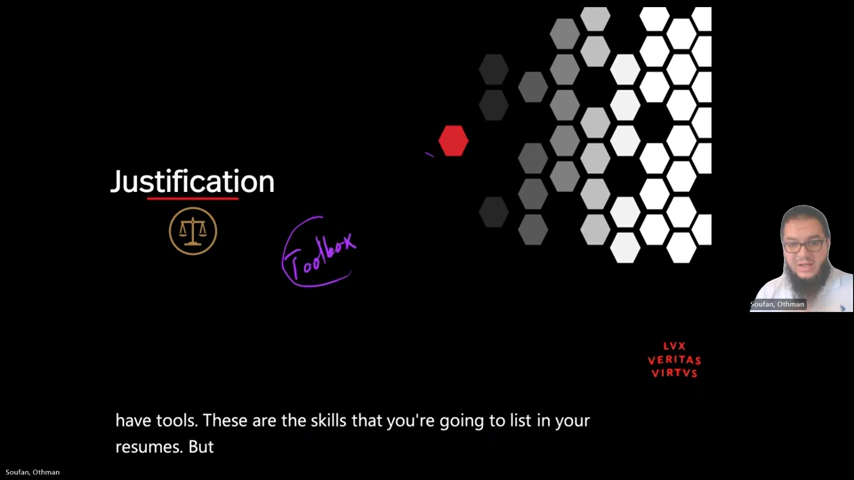 Justification
Toolbox
Soufan, Othman
LVX
VERITAS
VIRTVS
have tools. These are the skills that you're going to list in your
resumes. But
Soufan, Othman